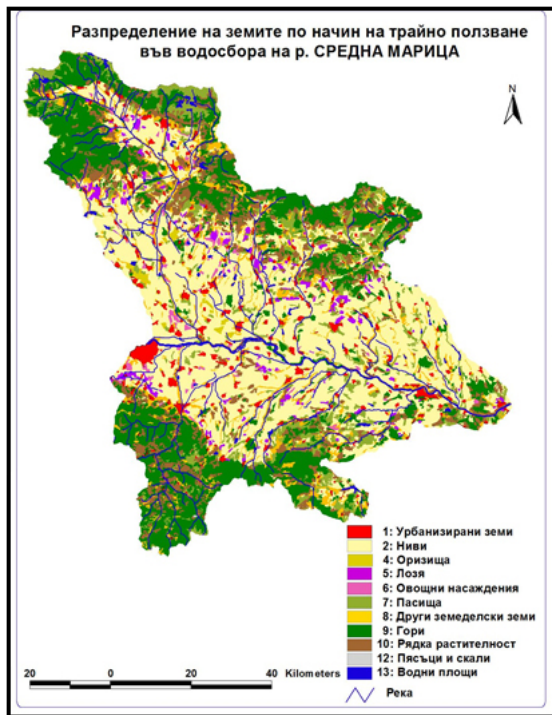 Разпределение на земите по начин на трайно ползване
във водосбора на р. СРЕДНА МАРИЦА
N
1: Урбанизирани земи
2: Ниви
4: Оризища
5: Лозя
6: Овощни насаждения
7: Пасища
8: Други земеделски земи
9: Гори
10: Рядка растителност
12: Пясъци и скали
13: Водни площи
Река
20 0 20 40 Kilometers